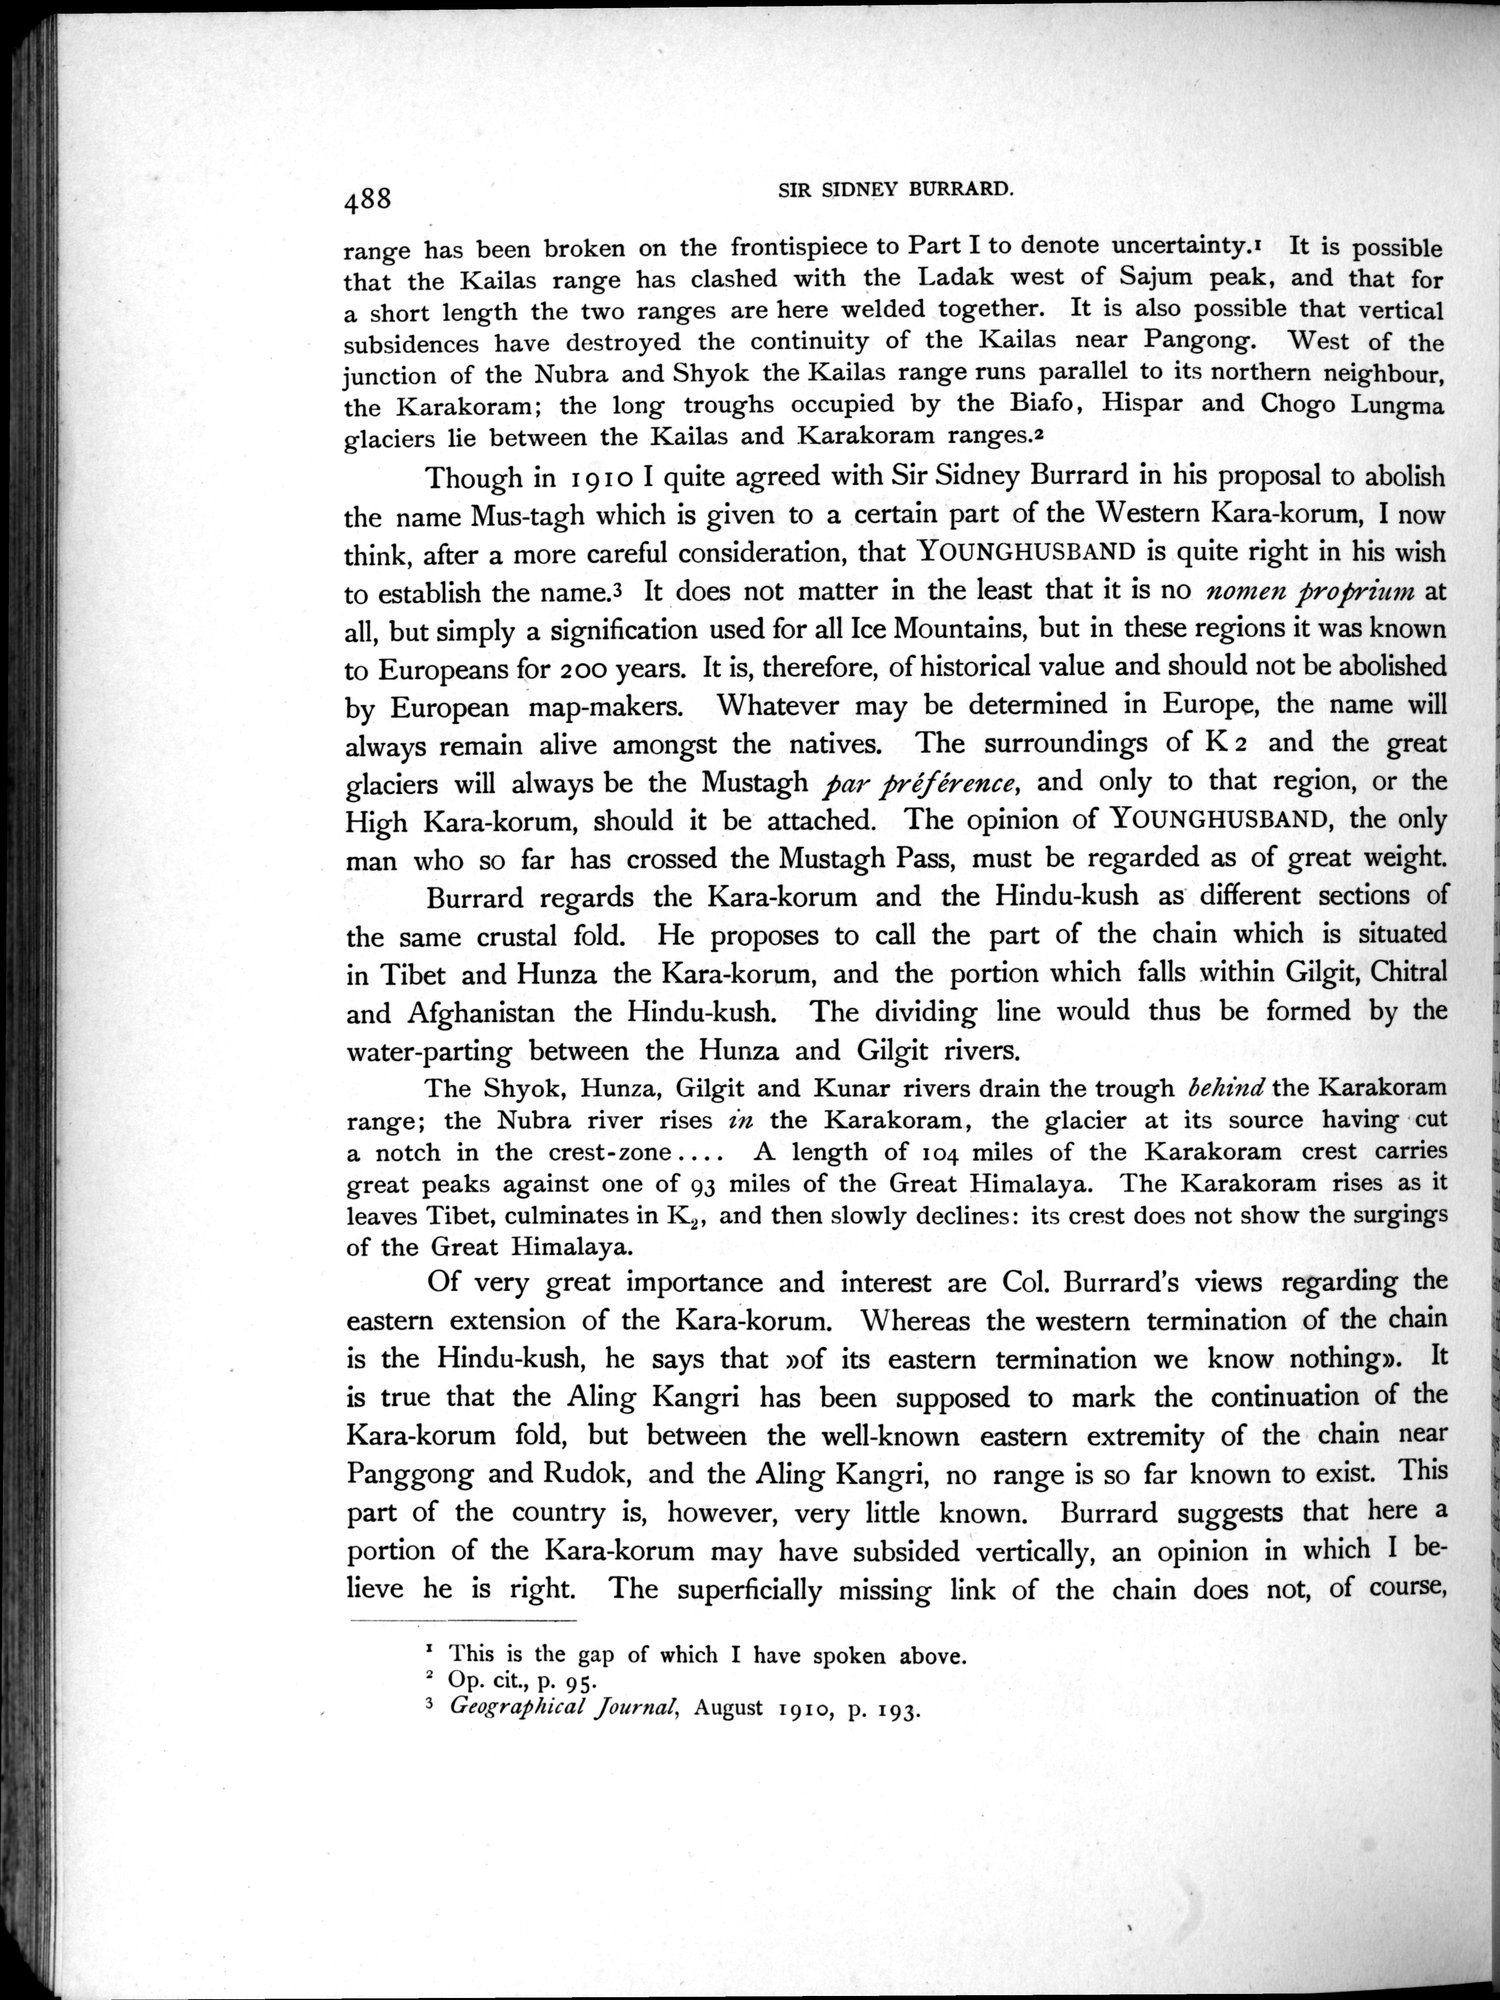 488
SIR SIDNEY BURRARD.
range has been broken on the frontispiece to Part I to denote uncertainty.¹ It is possible
that the Kailas range has clashed with the Ladak west of Sajum peak, and that for
a short length the two ranges are here welded together. It is also possible that vertical
subsidences have destroyed the continuity of the Kailas near Pangong. West of the
junction of the Nubra and Shyok the Kailas range runs parallel to its northern neighbour,
the Karakoram; the long troughs occupied by the Biafo, Hispar and Chogo Lungma
glaciers lie between the Kailas and Karakoram ranges.²
Though in 1910 I quite agreed with Sir Sidney Burrard in his proposal to abolish
the name Mus-tagh which is given to a certain part of the Western Kara-korum, I now
think, after a more careful consideration, that YOUNGHUSBAND is quite right in his wish
to establish the name.³ It does not matter in the least that it is no nomen proprium at
all, but simply a signification used for all Ice Mountains, but in these regions it was known
to Europeans for 200 years. It is, therefore, of historical value and should not be abolished
by European map-makers. Whatever may be determined in Europe, the name will
always remain alive amongst the natives. The surroundings of K 2 and the great
glaciers will always be the Mustagh par préférence, and only to that region, or the
High Kara-korum, should it be attached. The opinion of YOUNGHUSBAND, the only
man who so far has crossed the Mustagh Pass, must be regarded as of great weight.
Burrard regards the Kara-korum and the Hindu-kush as different sections of
the same crustal fold. He proposes to call the part of the chain which is situated
in Tibet and Hunza the Kara-korum, and the portion which falls within Gilgit, Chitral
and Afghanistan the Hindu-kush. The dividing line would thus be formed by the
water-parting between the Hunza and Gilgit rivers.
The Shyok, Hunza, Gilgit and Kunar rivers drain the trough behind the Karakoram
range; the Nubra river rises in the Karakoram, the glacier at its source having cut
a notch in the crest-zone.... A length of 104 miles of the Karakoram crest carries
great peaks against one of 93 miles of the Great Himalaya. The Karakoram rises as it
leaves Tibet, culminates in K₂, and then slowly declines: its crest does not show the surgings
of the Great Himalaya.
Of very great importance and interest are Col. Burrard's views regarding the
eastern extension of the Kara-korum. Whereas the western termination of the chain
is the Hindu-kush, he says that »of its eastern termination we know nothing». It
is true that the Aling Kangri has been supposed to mark the continuation of the
Kara-korum fold, but between the well-known eastern extremity of the chain near
Panggong and Rudok, and the Aling Kangri, no range is so far known to exist. This
part of the country is, however, very little known. Burrard suggests that here a
portion of the Kara-korum may have subsided vertically, an opinion in which I be-
lieve he is right. The superficially missing link of the chain does not, of course,
¹ This is the gap of which I have spoken above.
² Op. cit., p. 95.
³ Geographical Journal, August 1910, p. 193.